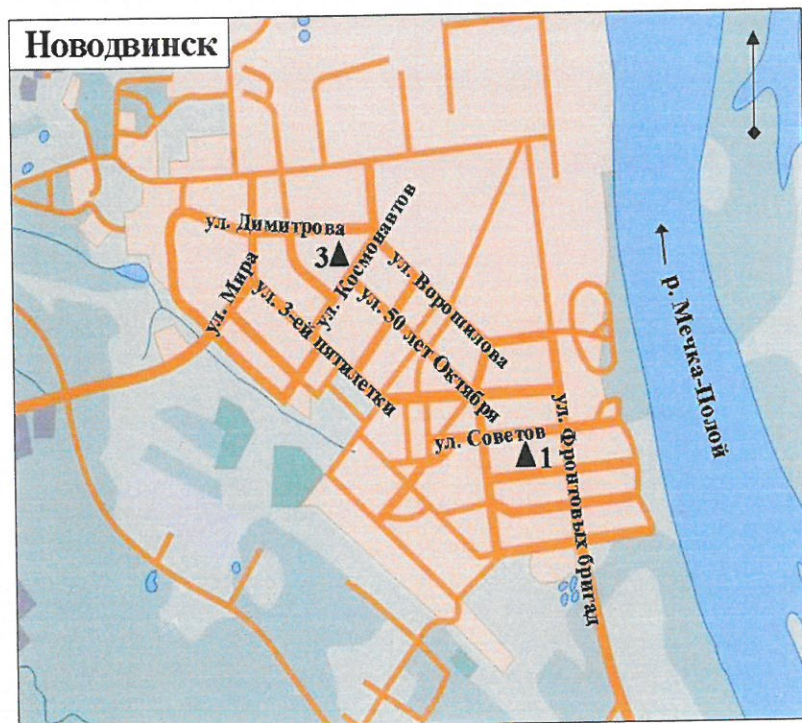 Новодвинск
ул. Димитрова
3
ул. Космонавтов
ул. Мира
ул. Ворошилова
ул. 3-ей пятилетки
ул. 50 лет Октября
р. Мечка-Полой
ул. Советов
1
ул. Фронтовых бригад